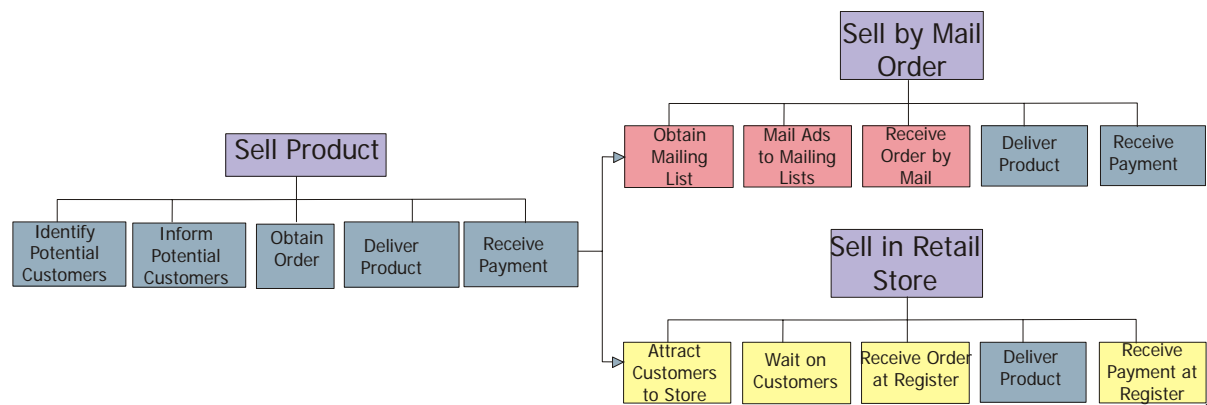 Sell by Mail
Order
Obtain
Mailing
List
Mail Ads
to Mailing
Lists
Receive
Order by
Mail
Deliver
Product
Receive
Payment
Sell Product
Identify
Potential
Customers
Inform
Potential
Customers
Obtain
Order
Deliver
Product
Receive
Payment
Sell in Retail
Store
Attract
Customers
to Store
Wait on
Customers
Receive Order
at Register
Deliver
Product
Receive
Payment at
Register